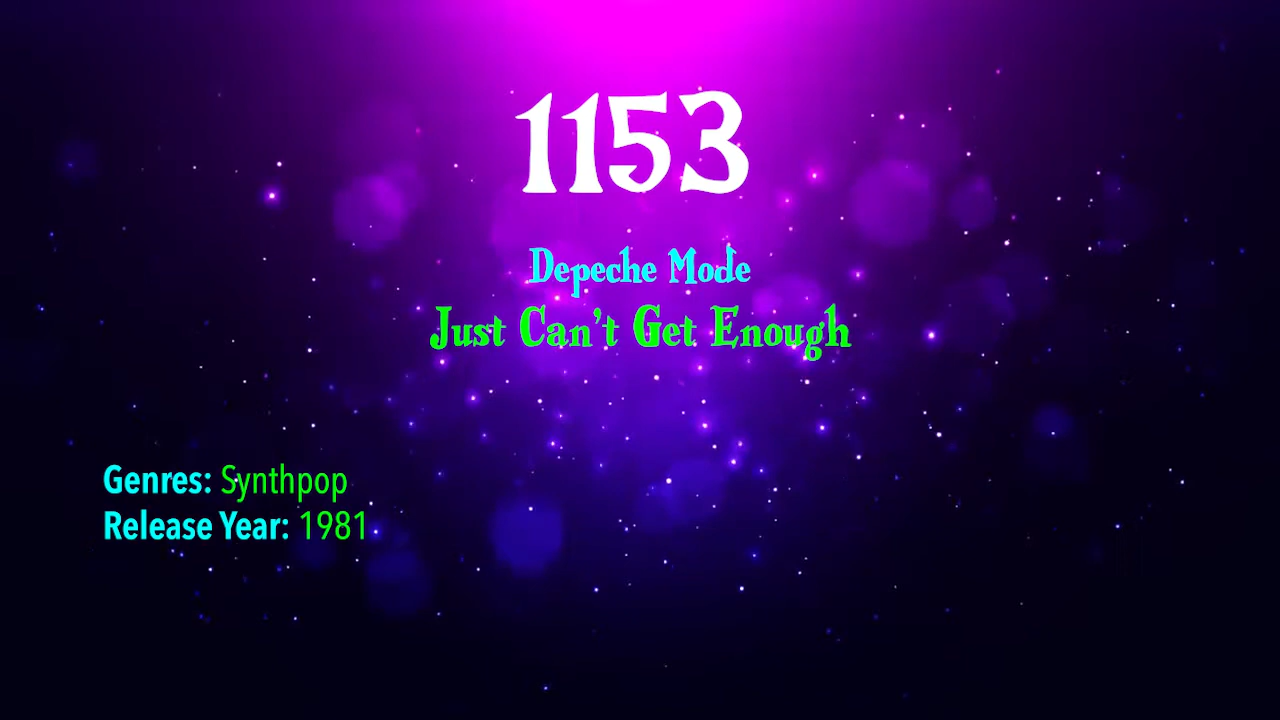 1153
Depeche Mode
Just Can't Get Enough
Genres: Synthpop
Release Year: 1981